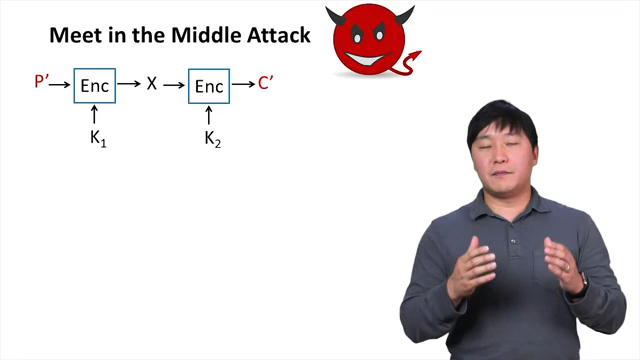 Meet in the Middle Attack
P' Enc X Enc C'
K₁ K₂